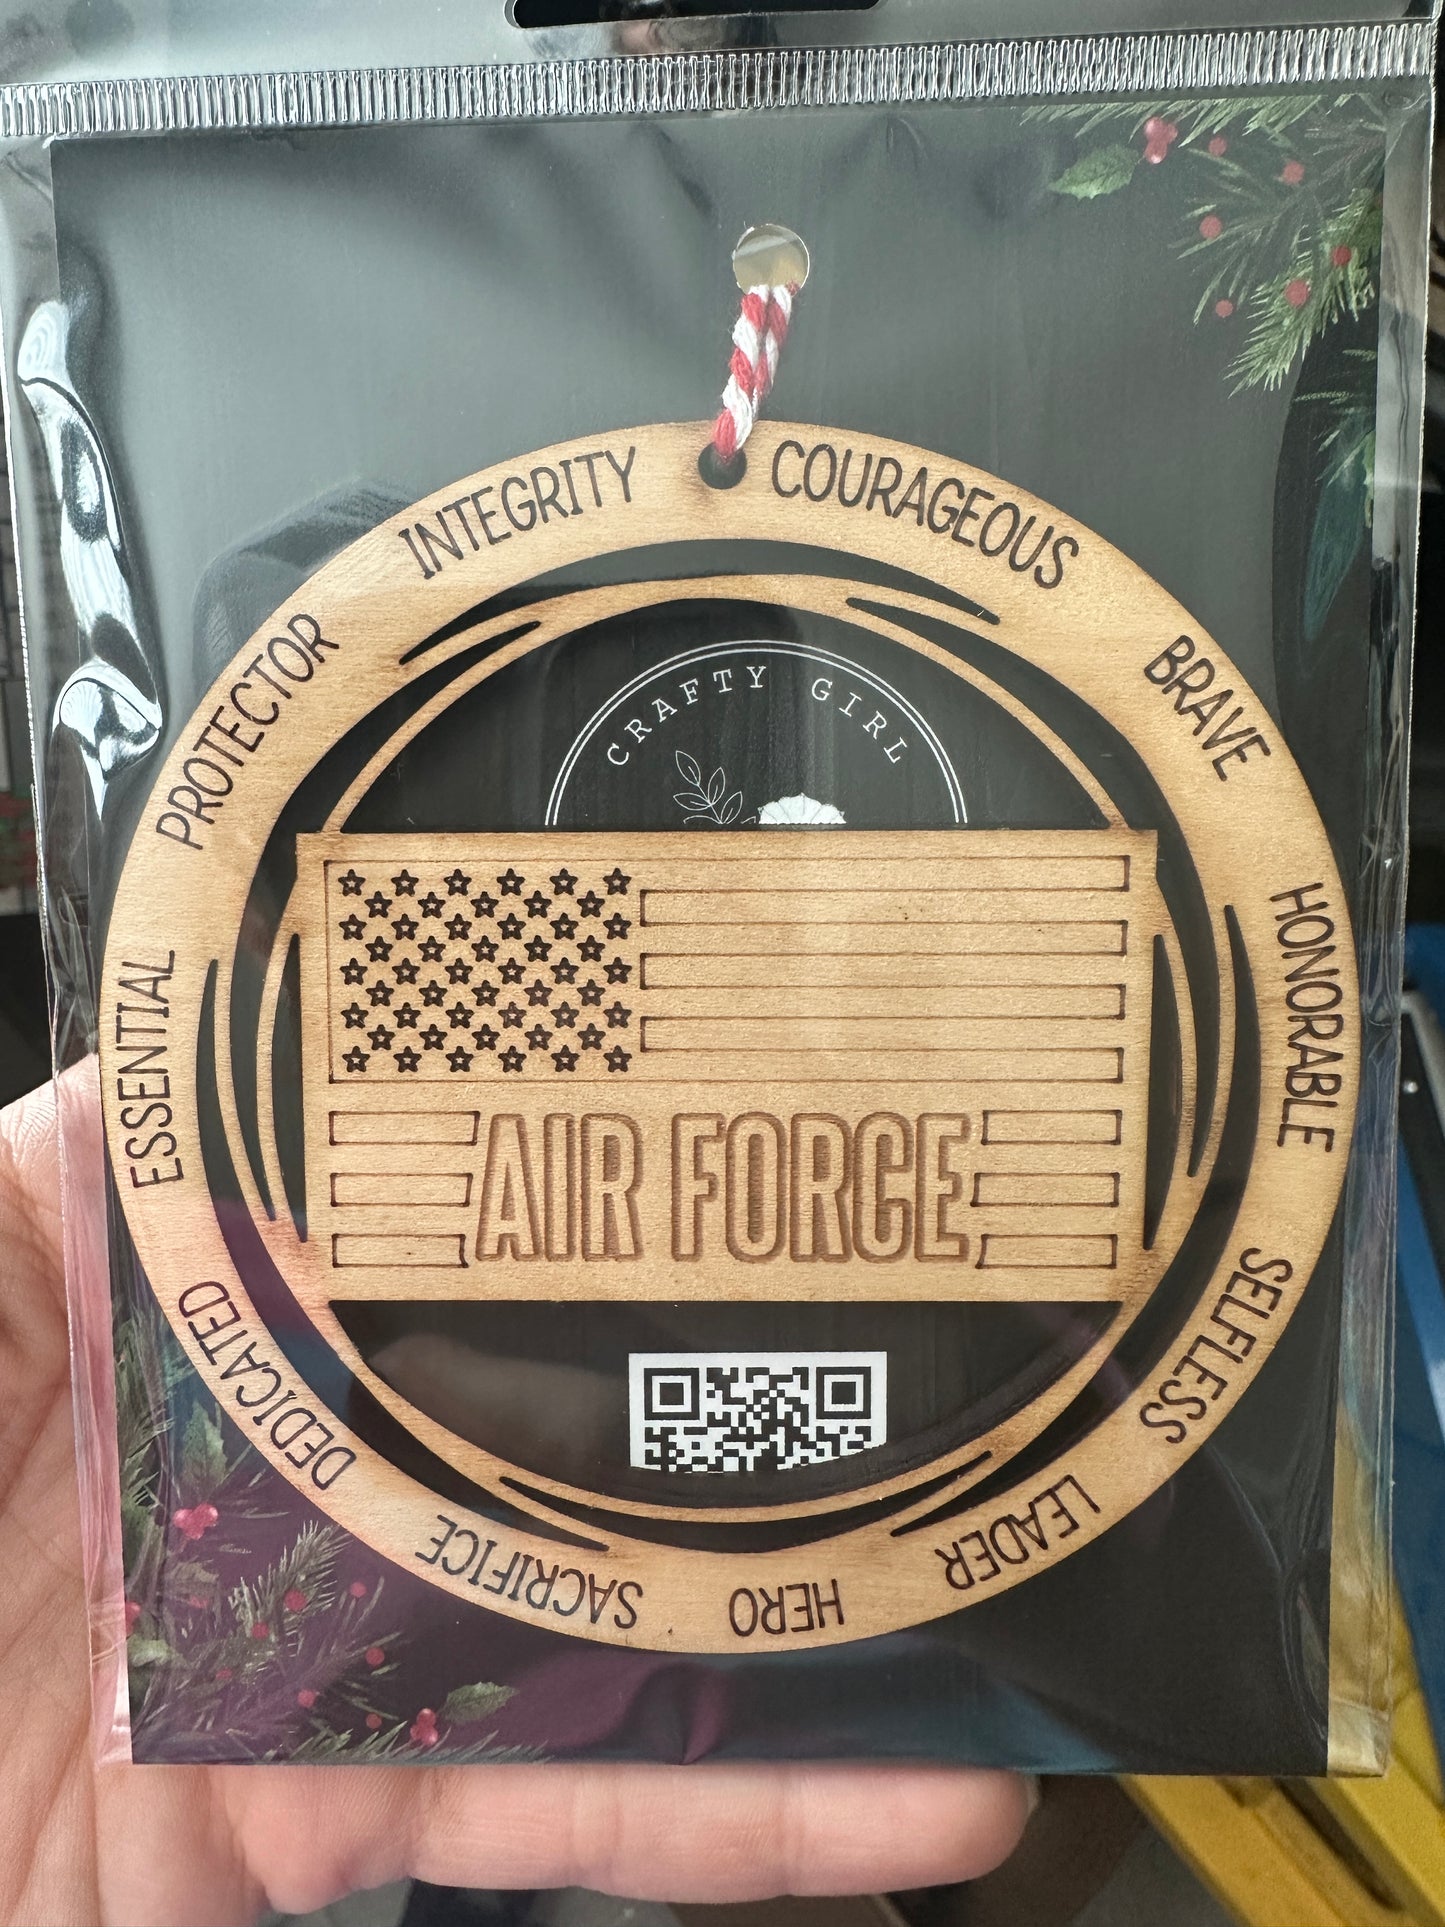 INTEGRITY
COURAGEOUS
BRAVE
HONORABLE
SELFLESS
LEADER
HERO
SACRIFICE
DEDICATED
ESSENTIAL
PROTECTOR
CRAFTY GIRL
AIR FORCE